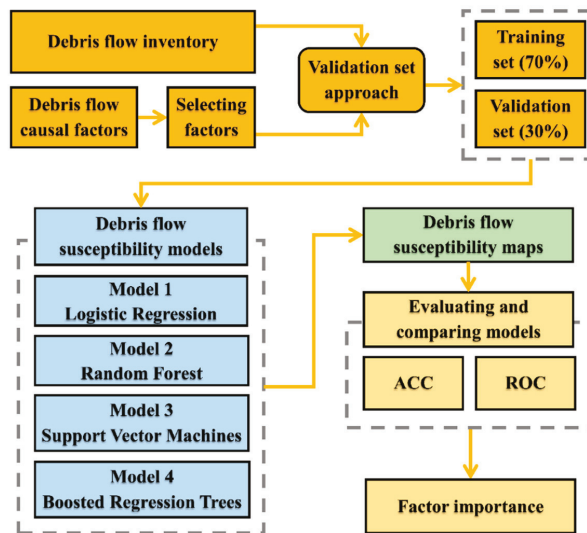 Debris flow inventory
Debris flow
causal factors
Selecting
factors
Validation set
approach
Training
set (70%)
Validation
set (30%)
Debris flow
susceptibility models
Model 1
Logistic Regression
Model 2
Random Forest
Model 3
Support Vector Machines
Model 4
Boosted Regression Trees
Debris flow
susceptibility maps
Evaluating and
comparing models
ACC
ROC
Factor importance